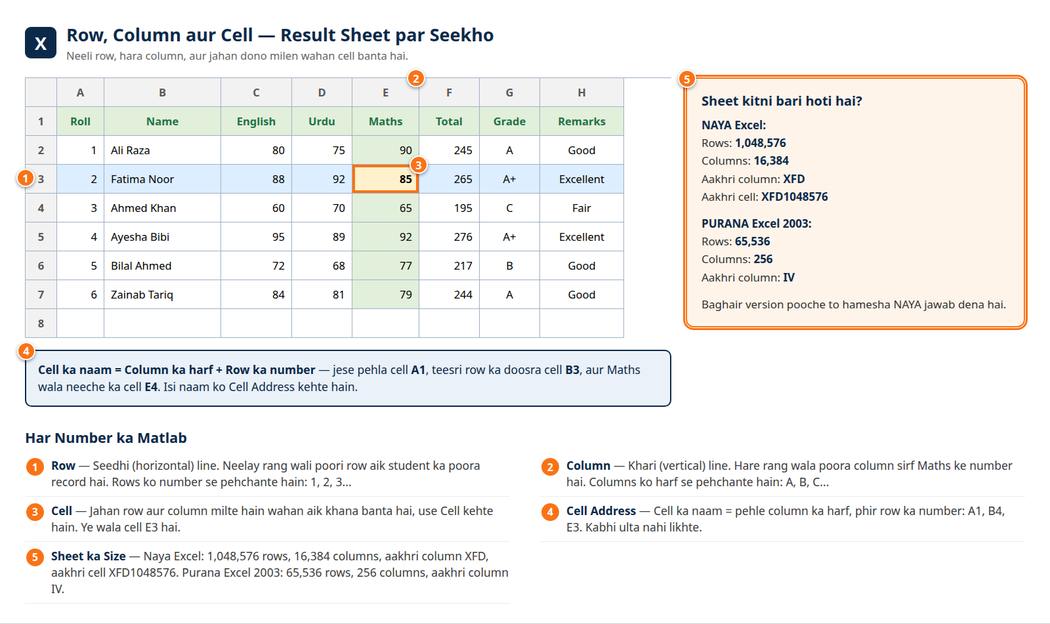 X
Row, Column aur Cell — Result Sheet par Seekho
Neeli row, hara column, aur jahan dono milen wahan cell banta hai.
2
A B C D E F G H
1 Roll Name English Urdu Maths Total Grade Remarks
2 1 Ali Raza 80 75 90 245 A Good
3
1 3 2 Fatima Noor 88 92 85 265 A+ Excellent
4 3 Ahmed Khan 60 70 65 195 C Fair
5 4 Ayesha Bibi 95 89 92 276 A+ Excellent
6 5 Bilal Ahmed 72 68 77 217 B Good
7 6 Zainab Tariq 84 81 79 244 A Good
8
5
Sheet kitni bari hoti hai?
NAYA Excel:
Rows: 1,048,576
Columns: 16,384
Aakhri column: XFD
Aakhri cell: XFD1048576
PURANA Excel 2003:
Rows: 65,536
Columns: 256
Aakhri column: IV
Baghair version pooche to hamesha NAYA jawab dena hai.
4
Cell ka naam = Column ka harf + Row ka number — jese pehla cell A1, teesri row ka doosra cell B3, aur Maths
wala neeche ka cell E4. Isi naam ko Cell Address kehte hain.
Har Number ka Matlab
1 Row — Seedhi (horizontal) line. Neelay rang wali poori row aik student ka poora
record hai. Rows ko number se pehchante hain: 1, 2, 3...
2 Column — Khari (vertical) line. Hare rang wala poora column sirf Maths ke number
hai. Columns ko harf se pehchante hain: A, B, C...
3 Cell — Jahan row aur column milte hain wahan aik khana banta hai, use Cell kehte
hain. Ye wala cell E3 hai.
4 Cell Address — Cell ka naam = pehle column ka harf, phir row ka number: A1, B4,
E3. Kabhi ulta nahi likhte.
5 Sheet ka Size — Naya Excel: 1,048,576 rows, 16,384 columns, aakhri column XFD,
aakhri cell XFD1048576. Purana Excel 2003: 65,536 rows, 256 columns, aakhri column
IV.